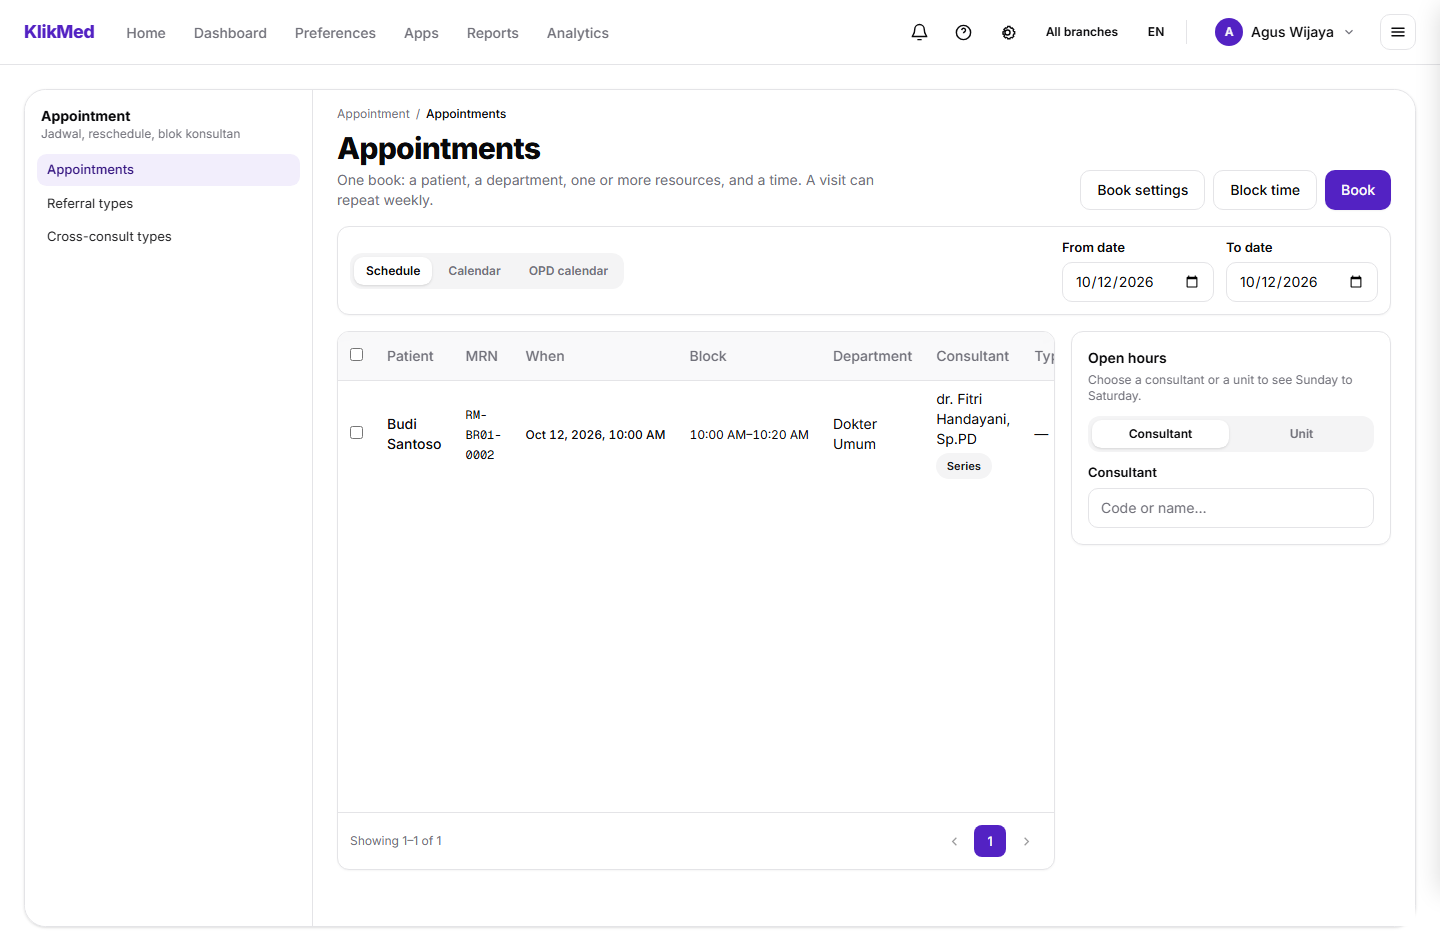 KlikMed
Home
Dashboard
Preferences
Apps
Reports
Analytics
All branches
EN
A
Agus Wijaya
Appointment
Jadwal, reschedule, blok konsultan
Appointments
Referral types
Cross-consult types
Appointment / Appointments
Appointments
One book: a patient, a department, one or more resources, and a time. A visit can
repeat weekly.
Book settings
Block time
Book
Schedule
Calendar
OPD calendar
From date
10/12/2026
To date
10/12/2026
Patient
MRN
When
Block
Department
Consultant
Typ
Budi
Santoso
RM-
BR01-
0002
Oct 12, 2026, 10:00 AM
10:00 AM–10:20 AM
Dokter
Umum
dr. Fitri
Handayani,
Sp.PD
Series
—
Showing 1–1 of 1
1
Open hours
Choose a consultant or a unit to see Sunday to
Saturday.
Consultant
Unit
Consultant
Code or name...